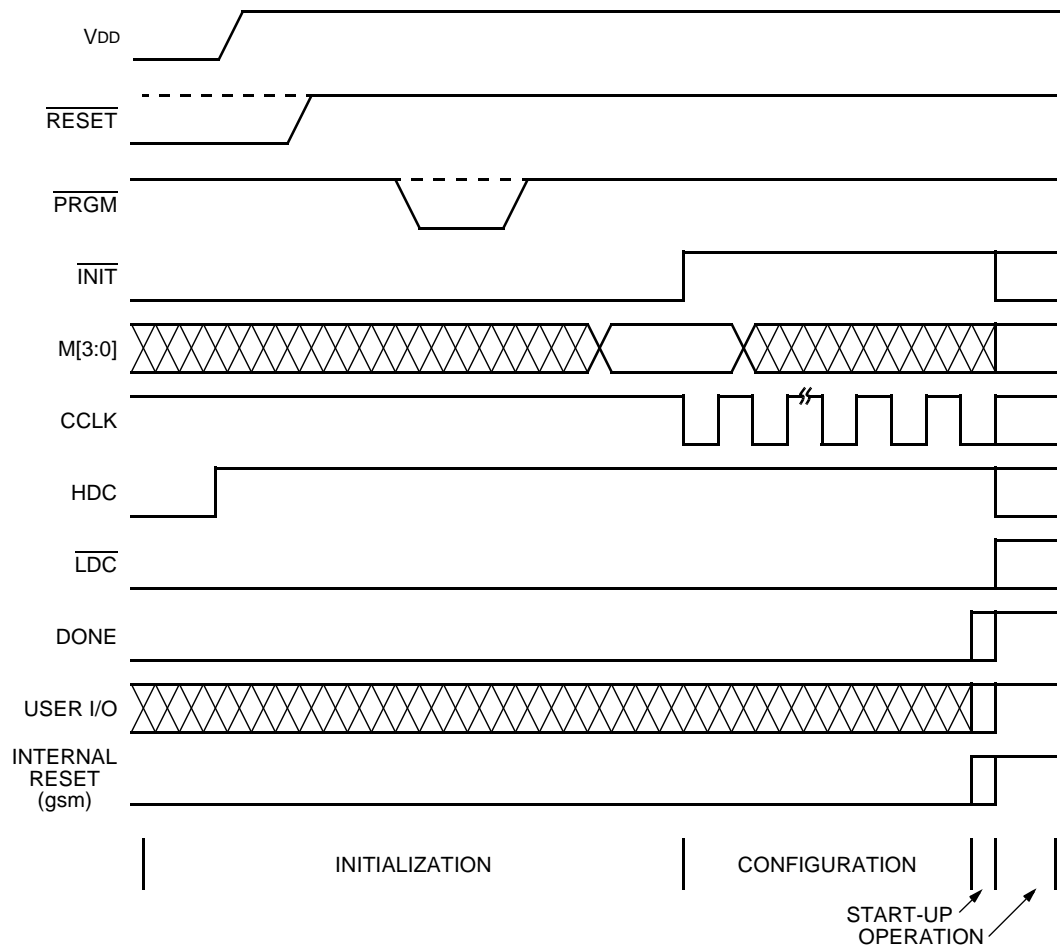 VDD
RESET
PRGM
INIT
M[3:0]
CCLK
HDC
LDC
DONE
USER I/O
INTERNAL
RESET
(gsm)
INITIALIZATION
CONFIGURATION
START-UP
OPERATION